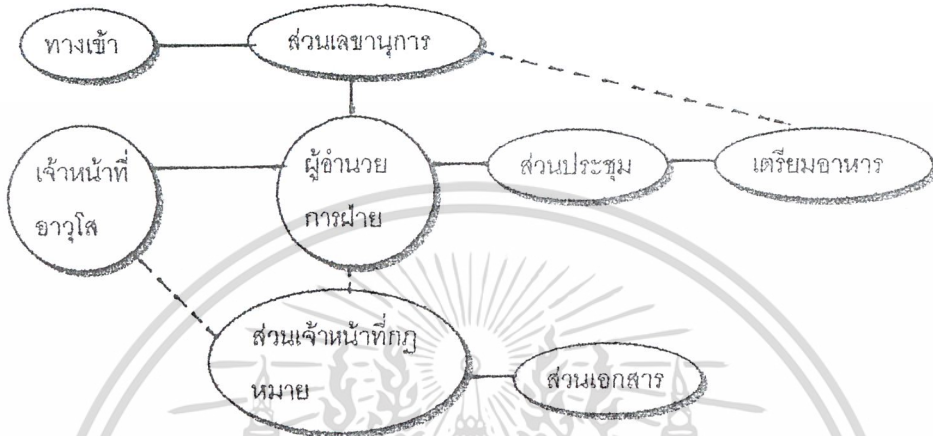 ทางเข้า
ส่วนเลขานุการ
เจ้าหน้าที่
อาวุโส
ผู้อำนวย
การฝ่าย
ส่วนประชุม
เตรียมอาหาร
ส่วนเจ้าหน้าที่กฎ
หมาย
ส่วนเอกสาร